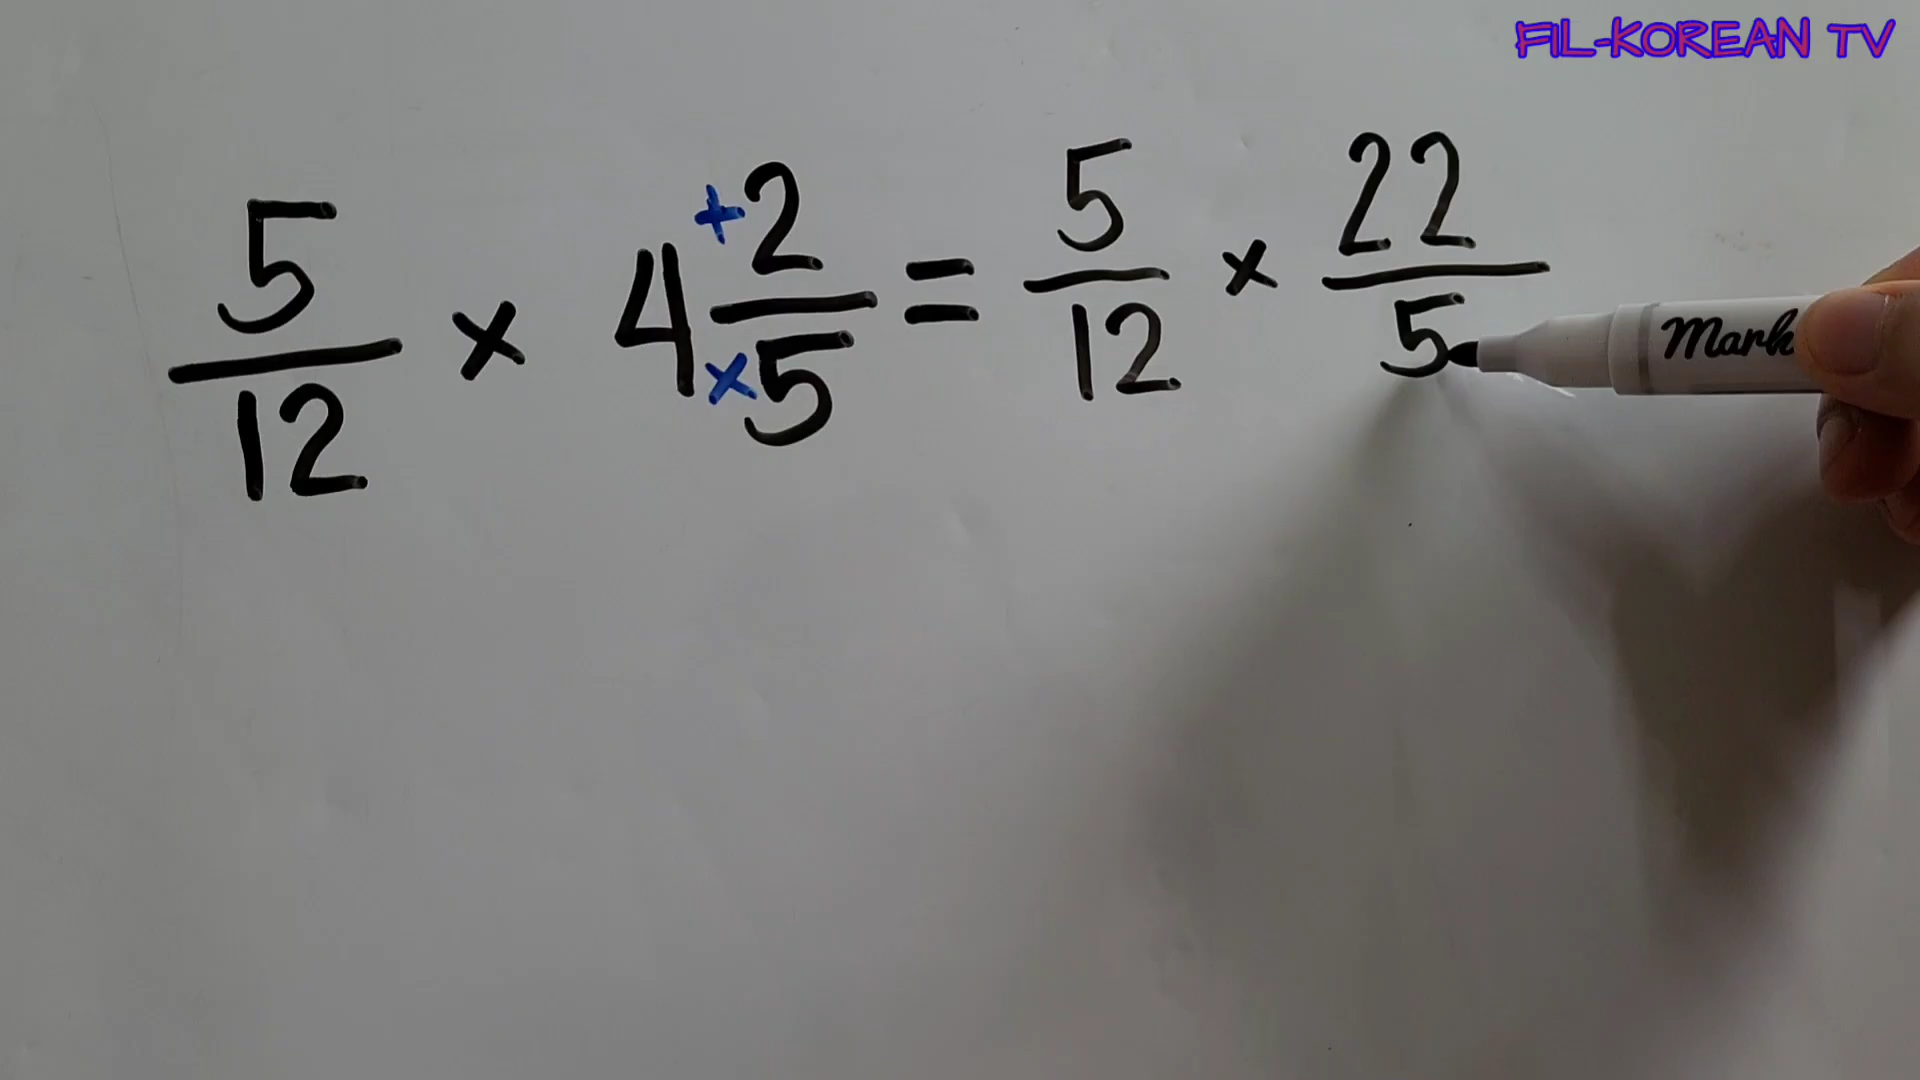 FIL-KOREAN TV
5/12 × 4 + 2/× 5 = 5/12 × 22/5
Mark